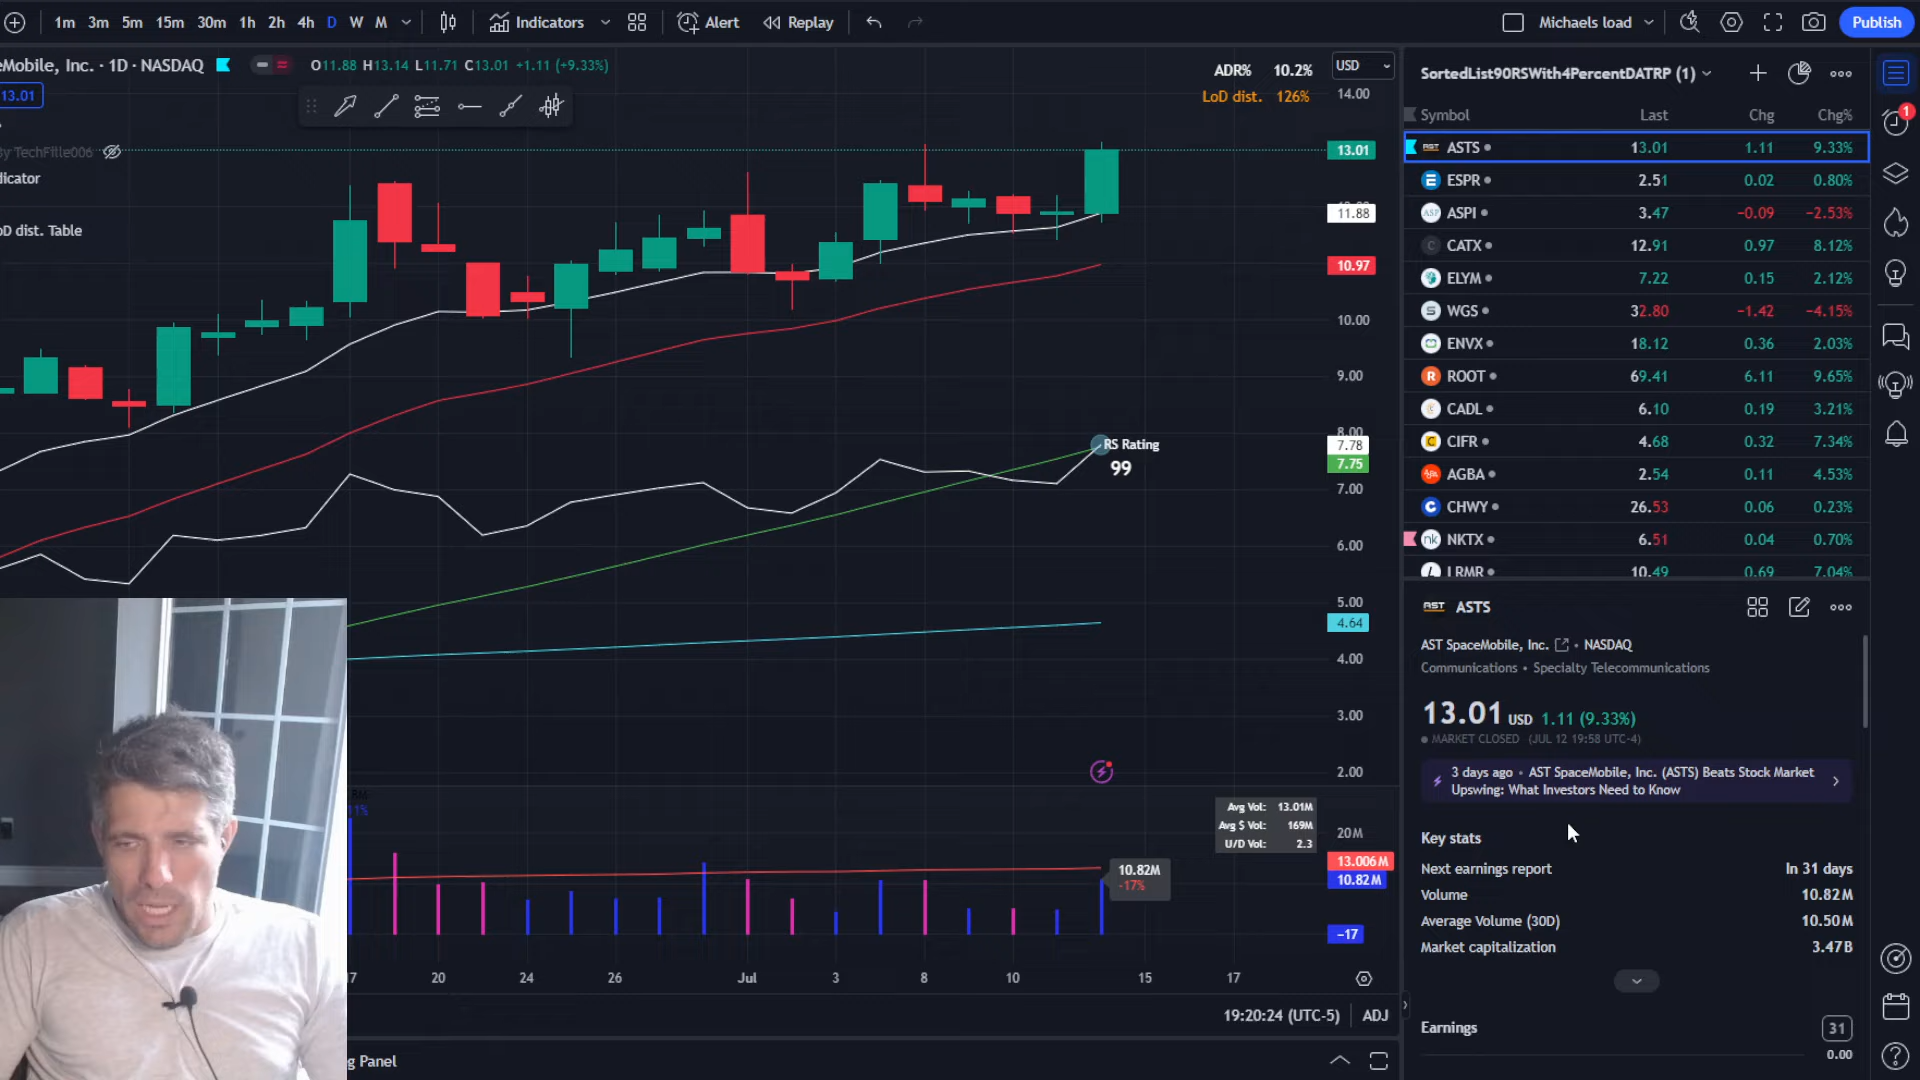 1m 3m 5m 15m 30m 1h 2h 4h D W M Indicators Alert Replay Michaels load Publish
eMobile, Inc. · 1D · NASDAQ O11.88 H13.14 L11.71 C13.01 +1.11 (+9.33%)
13.01
By TechFille006
dicator
oD dist. Table
ADR% 10.2%
LoD dist. 126%
USD
14.00
13.01
11.88
10.97
10.00
9.00
8.00
7.78
7.75
7.00
6.00
5.00
4.64
4.00
3.00
2.00
RS Rating
99
Avg Vol: 13.01M
Avg $ Vol: 169M
U/D Vol: 2.3
20M
13.006M
10.82M
-17
10.82M
-17%
17 20 24 26 Jul 3 8 10 15 17
19:20:24 (UTC-5) ADJ
g Panel
SortedList90RSWith4PercentDATRP (1)
Symbol Last Chg Chg%
ASTS 13.01 1.11 9.33%
ESPR 2.51 0.02 0.80%
ASPI 3.47 −0.09 −2.53%
CATX 12.91 0.97 8.12%
ELYM 7.22 0.15 2.12%
WGS 32.80 −1.42 −4.15%
ENVX 18.12 0.36 2.03%
ROOT 69.41 6.11 9.65%
CADL 6.10 0.19 3.21%
CIFR 4.68 0.32 7.34%
AGBA 2.54 0.11 4.53%
CHWY 26.53 0.06 0.23%
NKTX 6.51 0.04 0.70%
LRMR 10.49 0.69 7.04%
AST ASTS
AST SpaceMobile, Inc. • NASDAQ
Communications • Specialty Telecommunications
13.01 USD 1.11 (9.33%)
MARKET CLOSED (JUL 12 19:58 UTC-4)
3 days ago • AST SpaceMobile, Inc. (ASTS) Beats Stock Market
Upswing: What Investors Need to Know
Key stats
Next earnings report In 31 days
Volume 10.82M
Average Volume (30D) 10.50M
Market capitalization 3.47B
Earnings 31
0.00
1